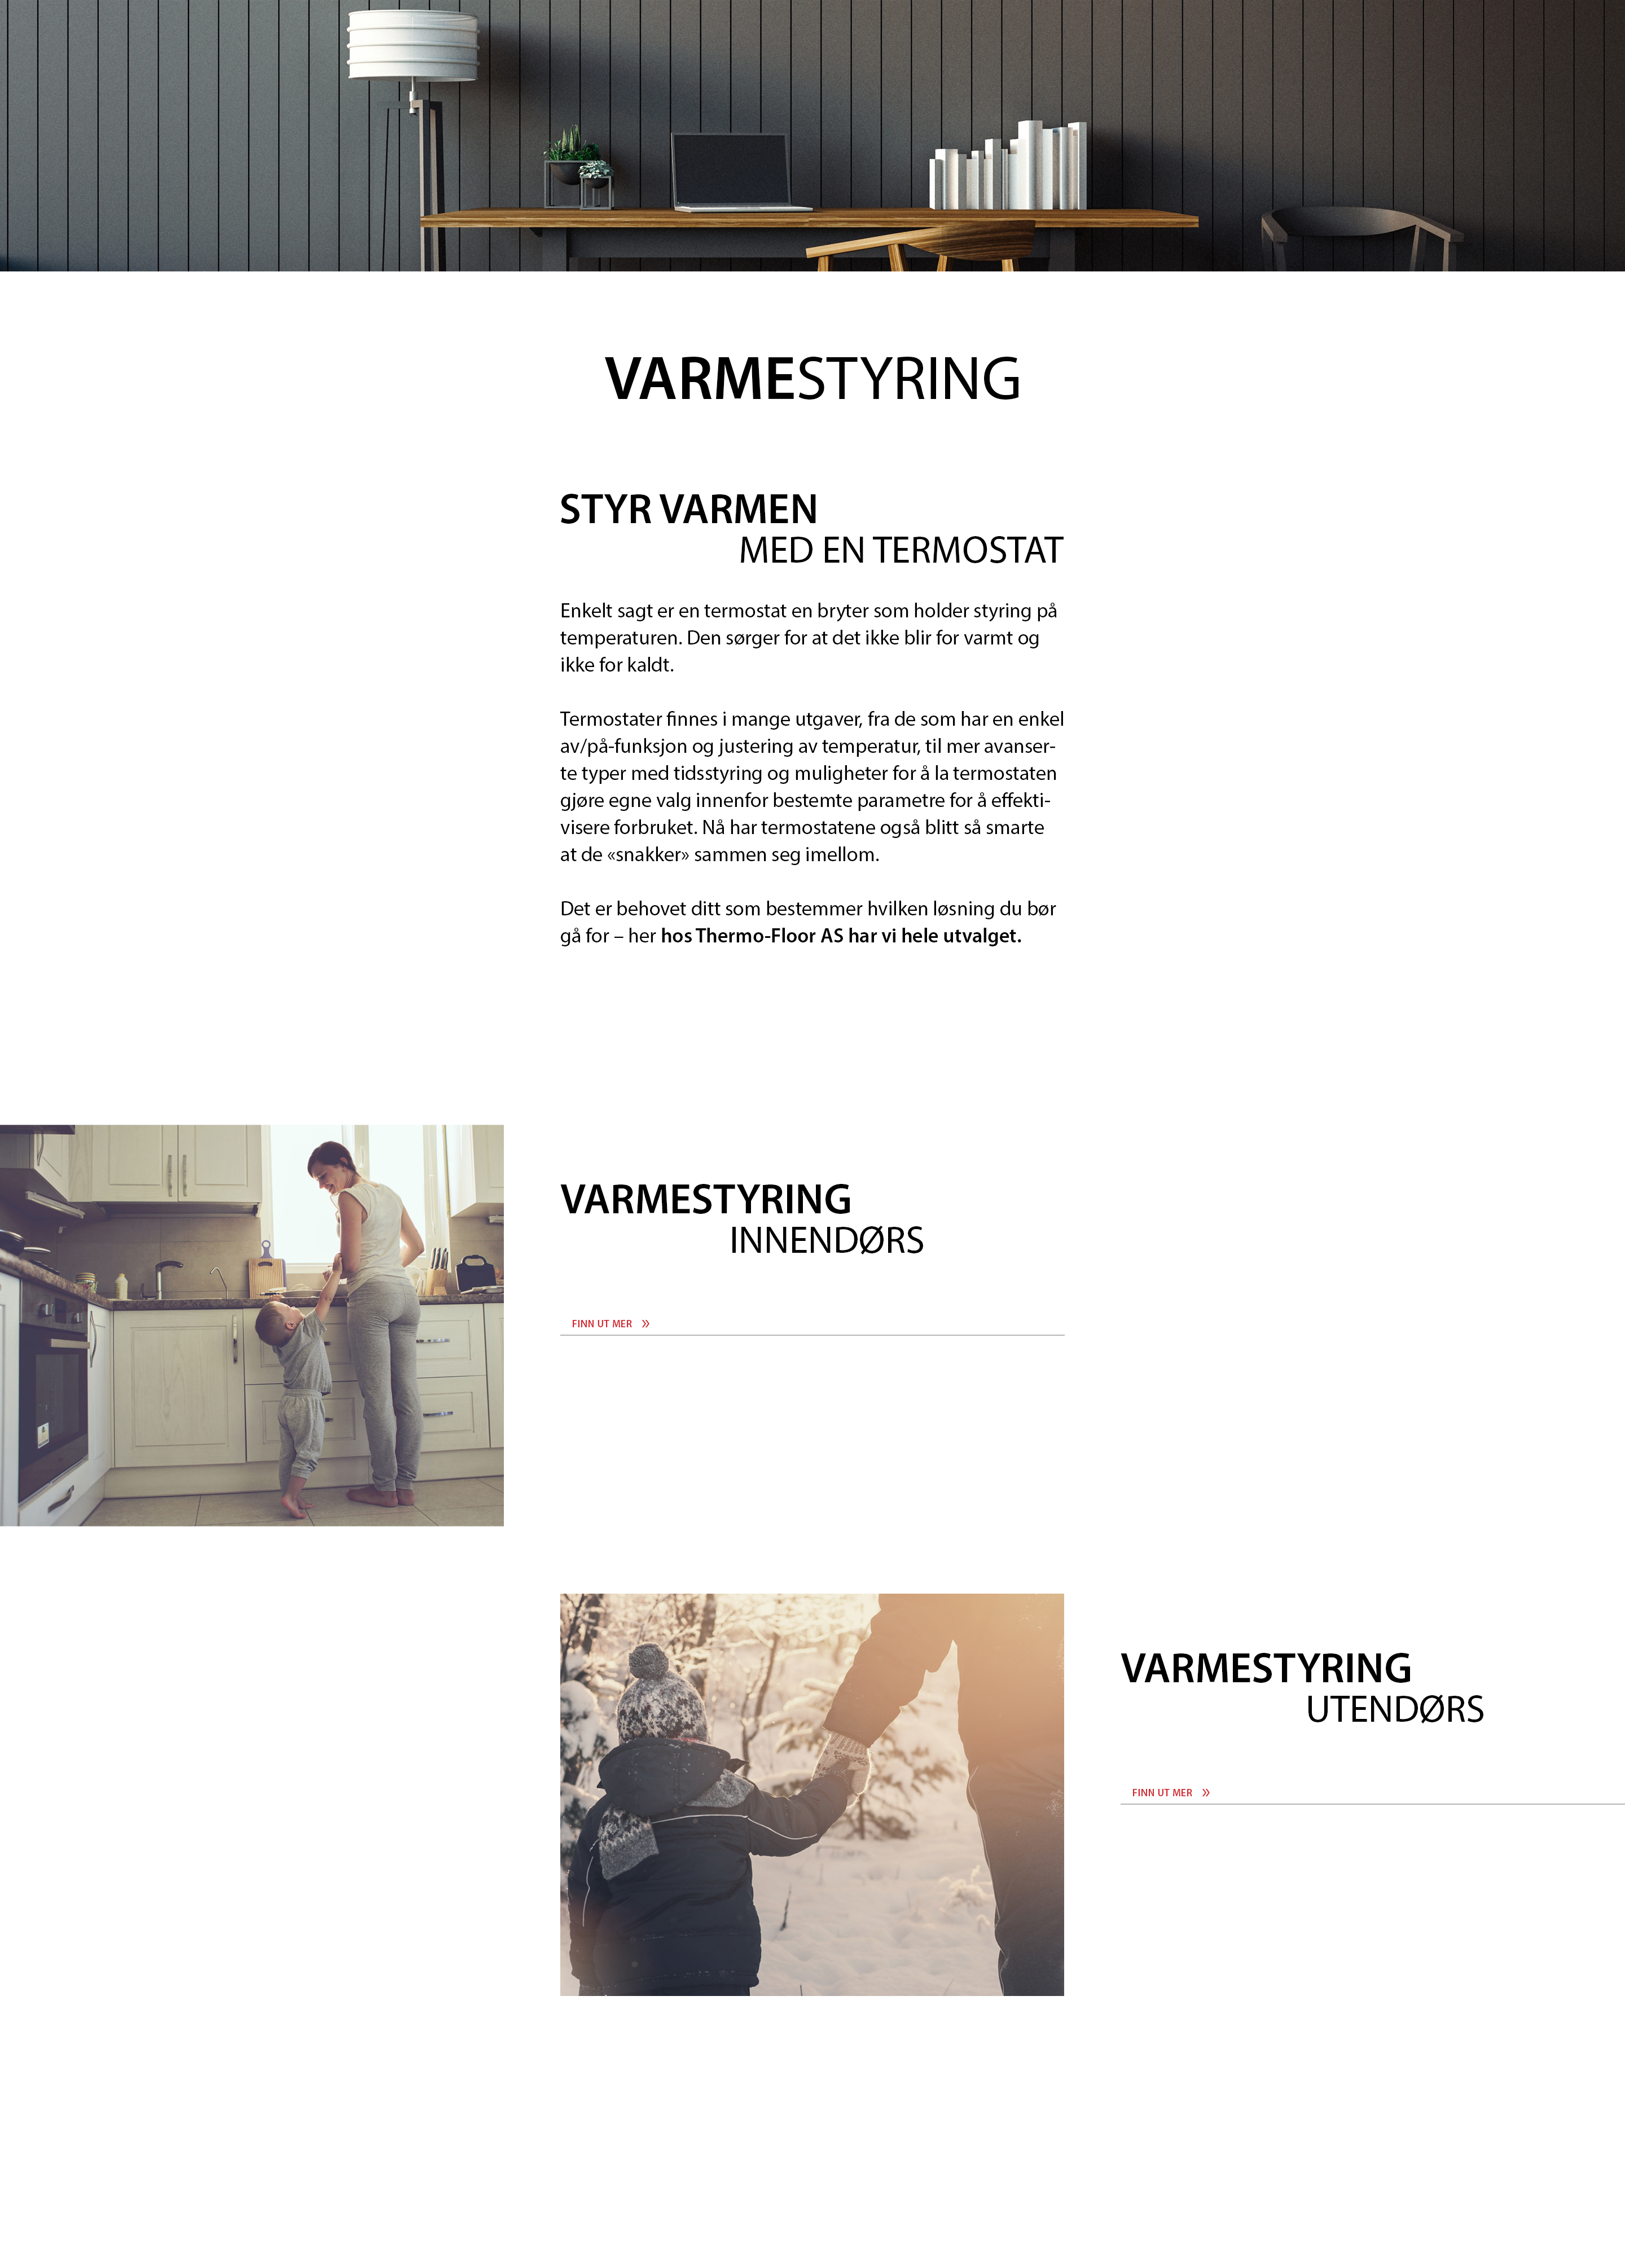 VARMESTYRING
STYR VARMEN
MED EN TERMOSTAT
Enkelt sagt er en termostat en bryter som holder styring på
temperaturen. Den sørger for at det ikke blir for varmt og
ikke for kaldt.
Termostater finnes i mange utgaver, fra de som har en enkel
av/på-funksjon og justering av temperatur, til mer avanser-
te typer med tidsstyring og muligheter for å la termostaten
gjøre egne valg innenfor bestemte parametre for å effekti-
visere forbruket. Nå har termostatene også blitt så smarte
at de «snakker» sammen seg imellom.
Det er behovet ditt som bestemmer hvilken løsning du bør
gå for – her hos Thermo-Floor AS har vi hele utvalget.
VARMESTYRING
INNENDØRS
FINN UT MER »
VARMESTYRING
UTENDØRS
FINN UT MER »